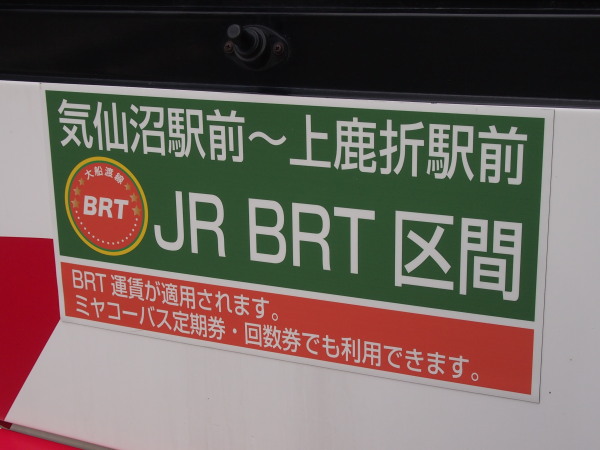 気仙沼駅前～上鹿折駅前
大船渡線
BRT
JR BRT 区間
BRT 運賃が適用されます。
ミヤコーバス定期券・回数券でも利用できます。